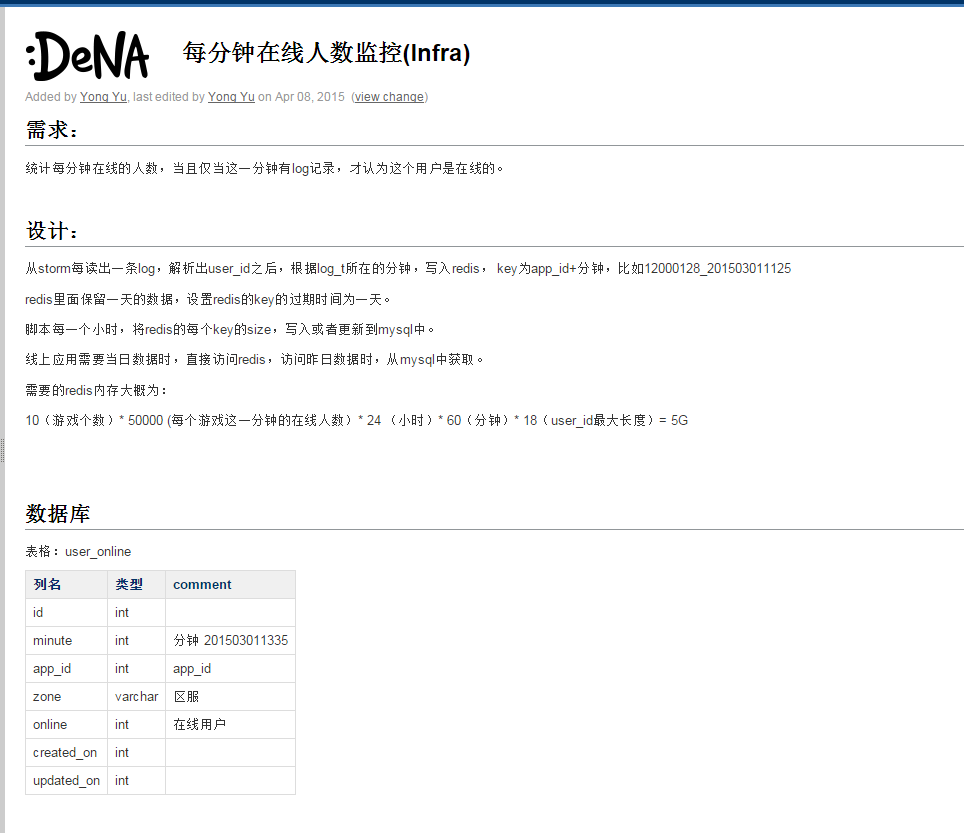 :DeNA
每分钟在线人数监控(Infra)
Added by Yong Yu, last edited by Yong Yu on Apr 08, 2015 (view change)
需求：
统计每分钟在线的人数，当且仅当这一分钟有log记录，才认为这个用户是在线的。
设计：
从storm每读出一条log，解析出user_id之后，根据log_t所在的分钟，写入redis， key为app_id+分钟，比如12000128_201503011125
redis里面保留一天的数据，设置redis的key的过期时间为一天。
脚本每一个小时，将redis的每个key的size，写入或者更新到mysql中。
线上应用需要当日数据时，直接访问redis，访问昨日数据时，从mysql中获取。
需要的redis内存大概为：
10（游戏个数）* 50000 (每个游戏这一分钟的在线人数）* 24 （小时）* 60（分钟）* 18（user_id最大长度）= 5G
数据库
表格：user_online
列名 类型 comment
id int
minute int 分钟 201503011335
app_id int app_id
zone varchar 区服
online int 在线用户
created_on int
updated_on int